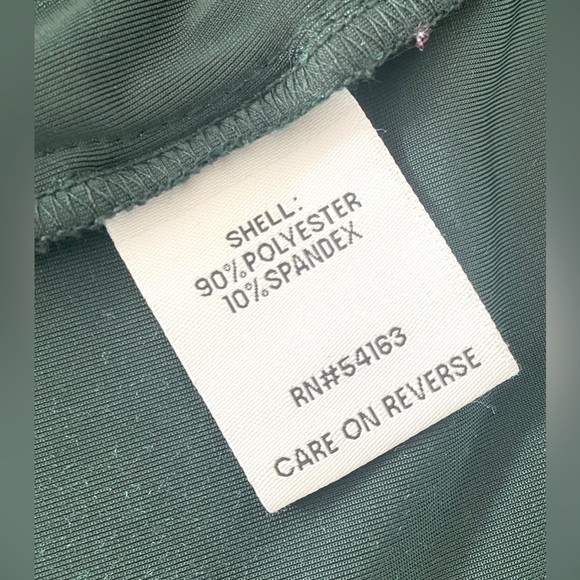 SHELL:
90%POLYESTER
10%SPANDEX
RN#54163
CARE ON REVERSE